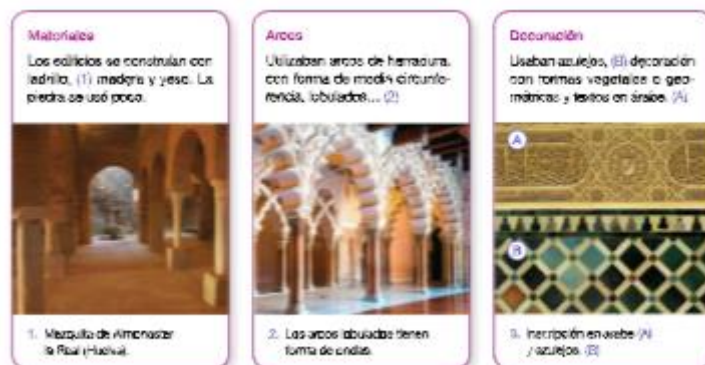 Materiales
Los edificios se construían con
ladrillo, (1) madera y yeso. La
piedra se usó poco.
1. Mezquita de Almonaster
la Real (Huelva).
Arcos
Utilizaban arcos de herradura,
con forma de media circunfe-
rencia, lobulados... (2)
2. Los arcos lobulados tienen
forma de ondas.
Decoración
Usaban azulejos, (B) decoración
con formas vegetales o geo-
métricas y textos en árabe. (A)
A
B
3. Inscripción en árabe (A)
y azulejos. (B)